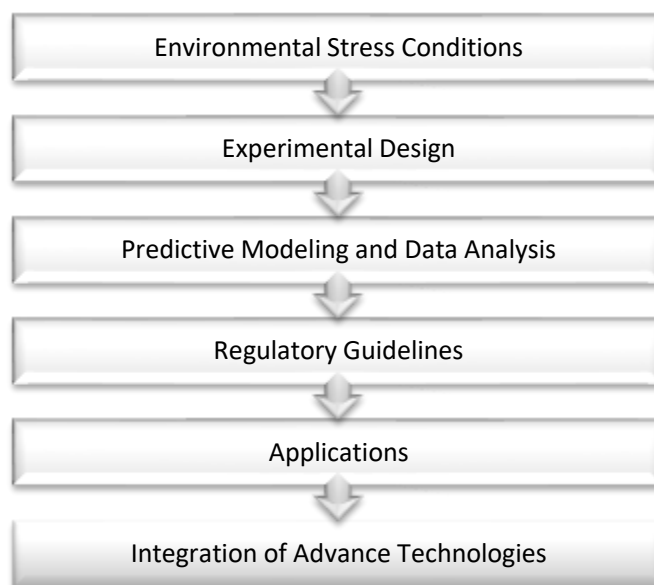 Environmental Stress Conditions
Experimental Design
Predictive Modeling and Data Analysis
Regulatory Guidelines
Applications
Integration of Advance Technologies